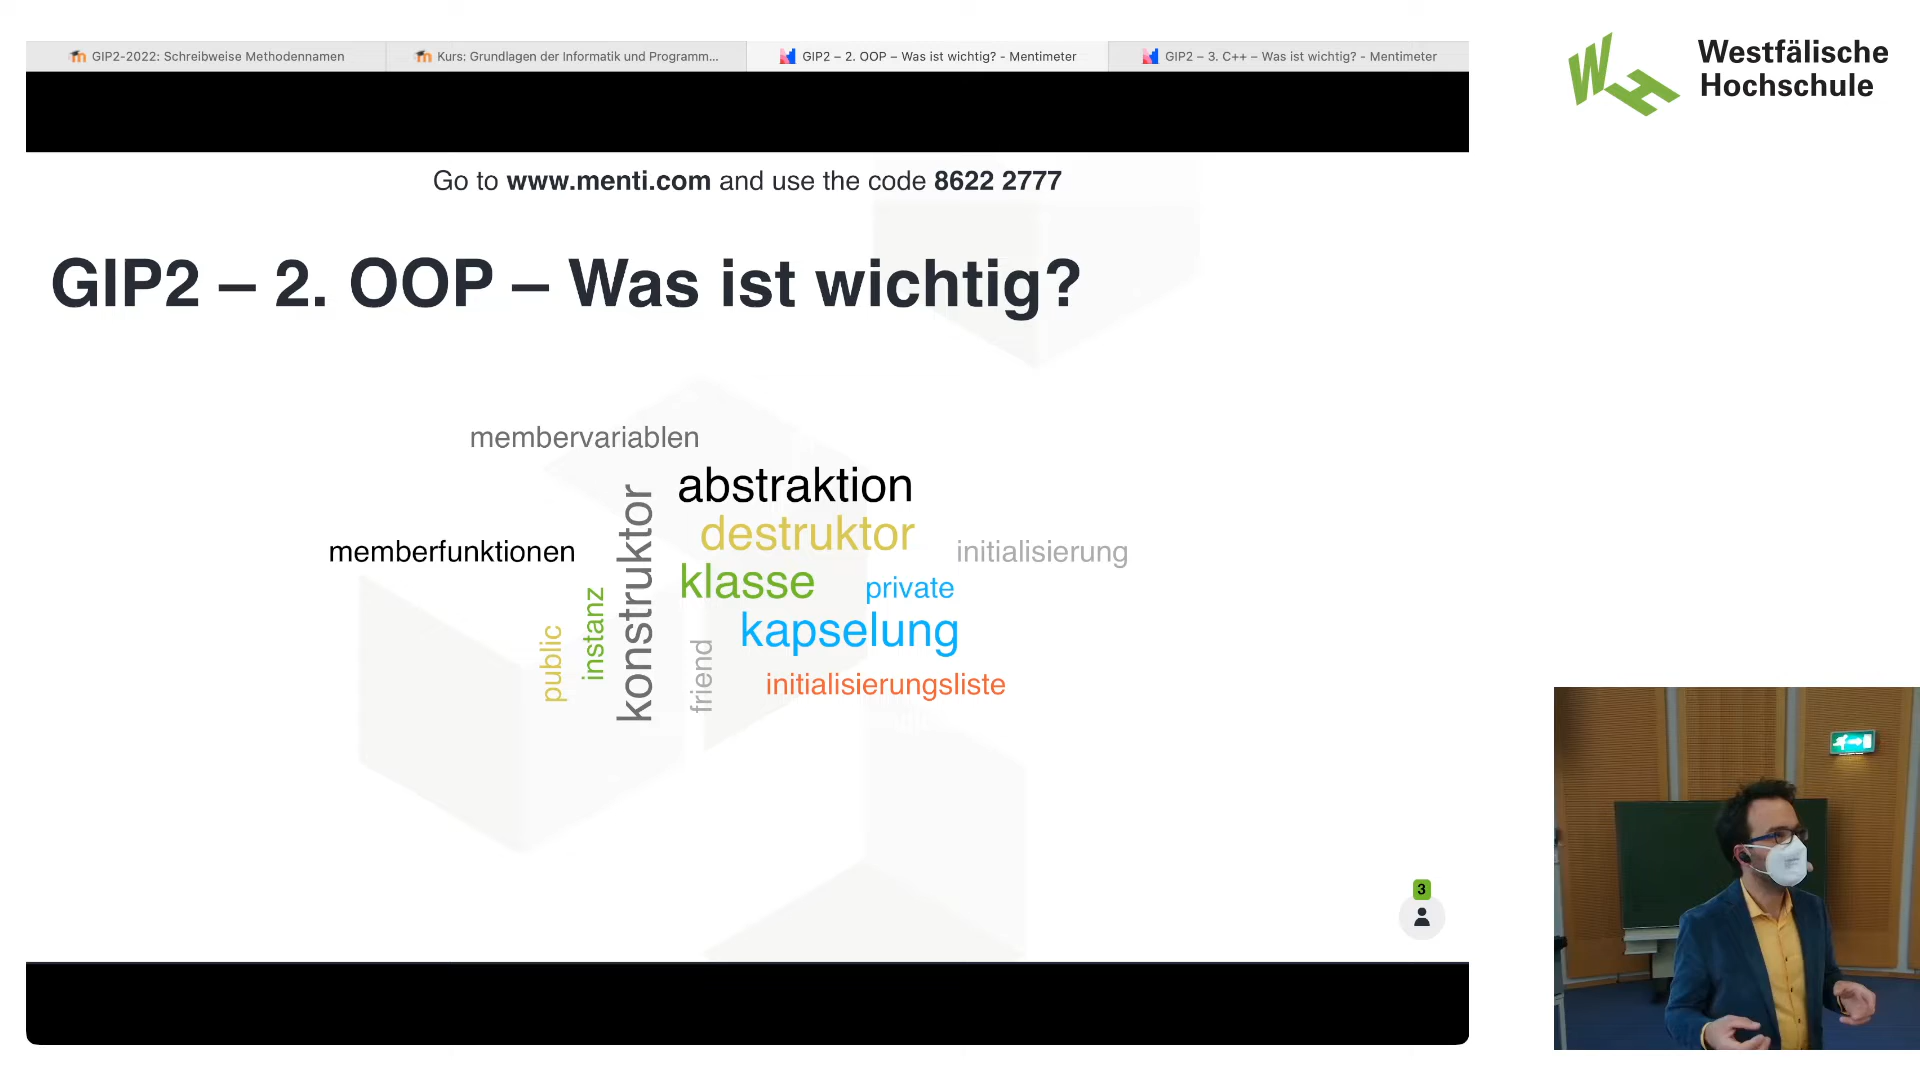 GIP2-2022: Schreibweise Methodennamen
Kurs: Grundlagen der Informatik und Programm...
GIP2 – 2. OOP – Was ist wichtig? - Mentimeter
GIP2 – 3. C++ – Was ist wichtig? - Mentimeter
Westfälische
Hochschule
Go to www.menti.com and use the code 8622 2777
GIP2 – 2. OOP – Was ist wichtig?
membervariablen
abstraktion
destruktor
memberfunktionen
initialisierung
klasse
private
konstruktor
instanz
public
kapselung
friend
initialisierungsliste
3